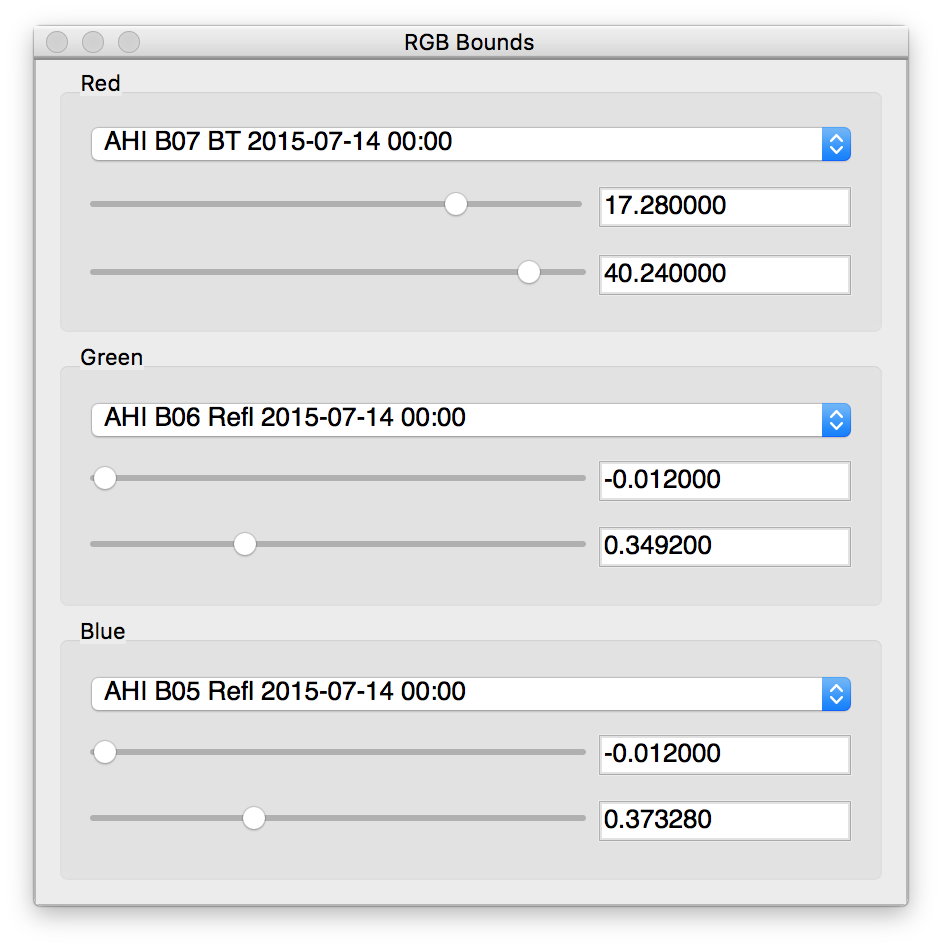 RGB Bounds
Red
AHI B07 BT 2015-07-14 00:00
17.280000
40.240000
Green
AHI B06 Refl 2015-07-14 00:00
-0.012000
0.349200
Blue
AHI B05 Refl 2015-07-14 00:00
-0.012000
0.373280